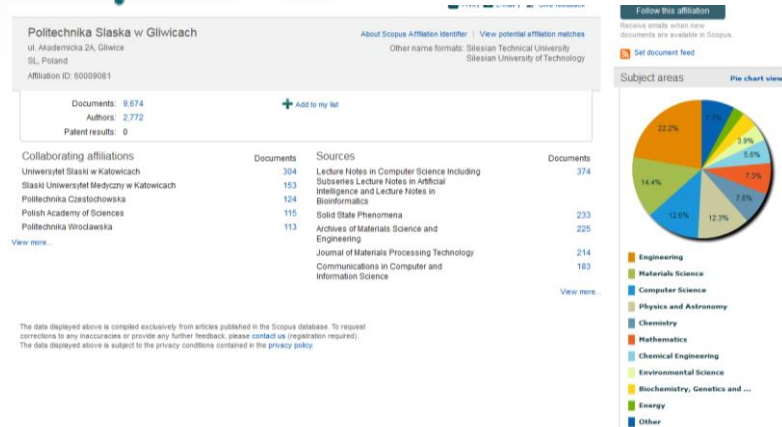 Follow this affiliation
Receive emails when new
documents are available in Scopus.
Set document feed
Politechnika Slaska w Gliwicach
ul. Akademicka 2A, Gliwice
SL, Poland
Affiliation ID: 60009081
About Scopus Affiliation Identifier | View potential affiliation matches
Other name formats: Silesian Technical University
Silesian University of Technology
Documents: 9,674
Authors: 2,772
Patent results: 0
Add to my list
Collaborating affiliations Documents
Uniwersytet Slaski w Katowicach 304
Slaski Uniwersytet Medyczny w Katowicach 153
Politechnika Czestochowska 124
Polish Academy of Sciences 115
Politechnika Wroclawska 113
View more...
Sources Documents
Lecture Notes in Computer Science Including 374
Subseries Lecture Notes in Artificial
Intelligence and Lecture Notes in
Bioinformatics
Solid State Phenomena 233
Archives of Materials Science and 225
Engineering
Journal of Materials Processing Technology 214
Communications in Computer and 183
Information Science
View more...
The data displayed above is compiled exclusively from articles published in the Scopus database. To request
corrections to any inaccuracies or provide any further feedback, please contact us (registration required).
The data displayed above is subject to the privacy conditions contained in the privacy policy.
Subject areas Pie chart view
22.2%
7.7%
3.9%
5.6%
7.3%
7.6%
12.3%
12.6%
14.4%
Engineering
Materials Science
Computer Science
Physics and Astronomy
Chemistry
Mathematics
Chemical Engineering
Environmental Science
Biochemistry, Genetics and ...
Energy
Other